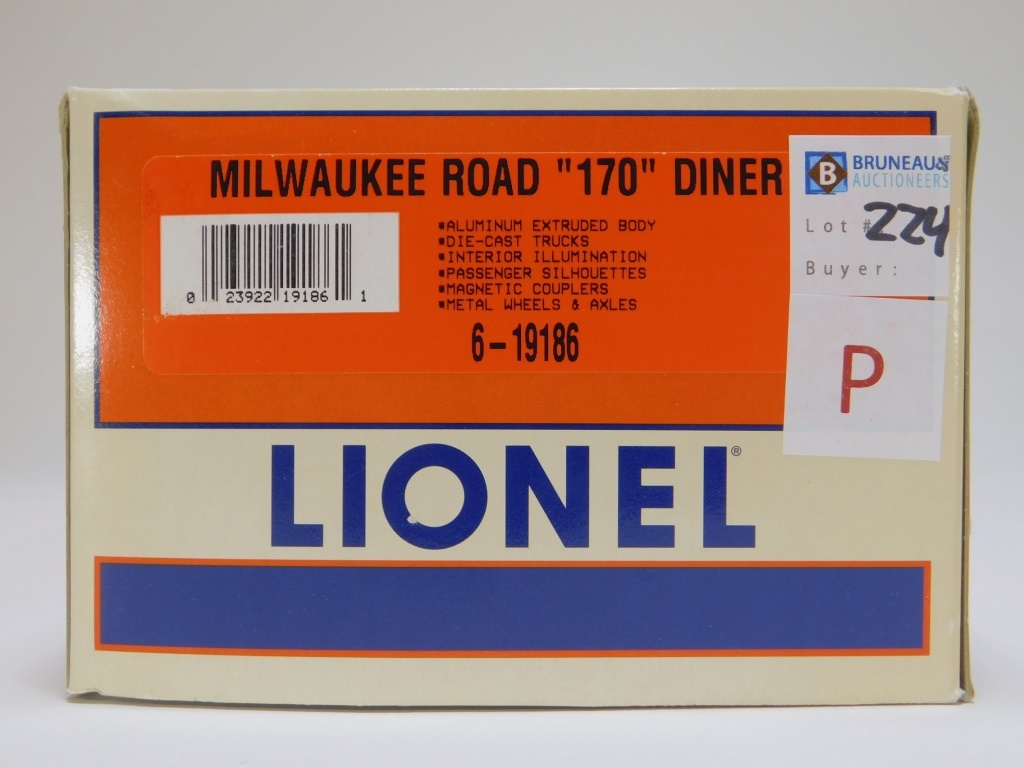 MILWAUKEE ROAD "170" DINER
▪ALUMINUM EXTRUDED BODY
▪DIE-CAST TRUCKS
▪INTERIOR ILLUMINATION
▪PASSENGER SILHOUETTES
▪MAGNETIC COUPLERS
▪METAL WHEELS & AXLES
0 23922 19186 1
6-19186
B BRUNEAU &
AUCTIONEERS
Lot # 224
Buyer:
P
LIONEL®